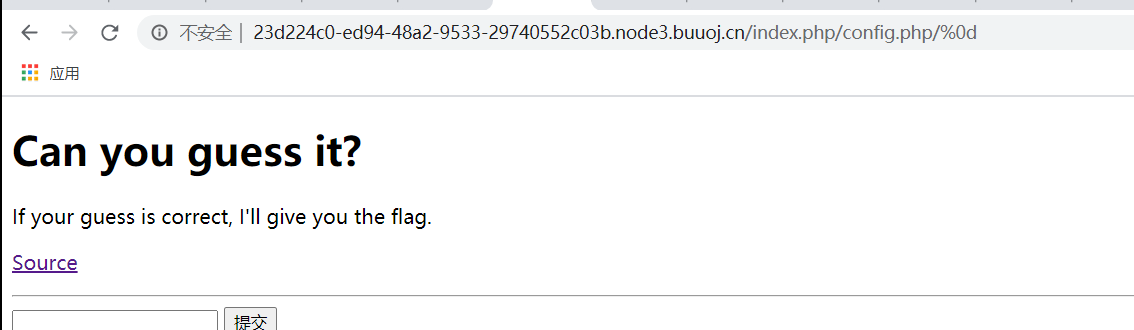 不安全 | 23d224c0-ed94-48a2-9533-29740552c03b.node3.buuoj.cn/index.php/config.php/%0d
应用
Can you guess it?
If your guess is correct, I'll give you the flag.
Source
提交